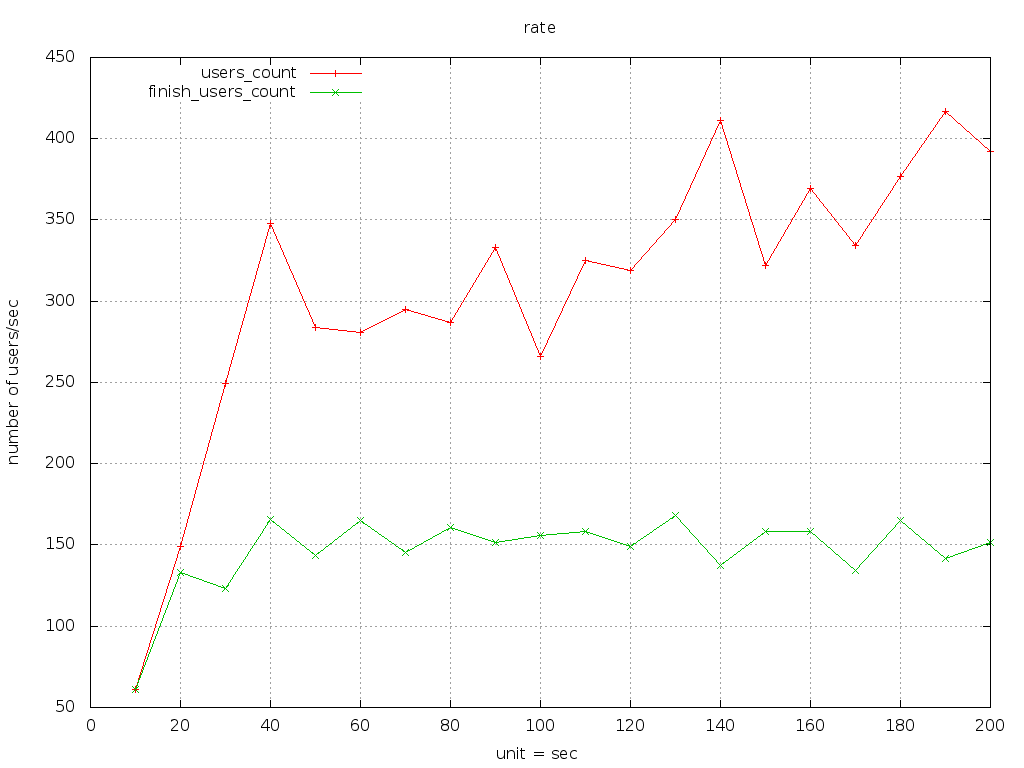 rate
450
users_count
finish_users_count
400
350
300
250
200
150
100
50
number of users/sec
0 20 40 60 80 100 120 140 160 180 200
unit = sec